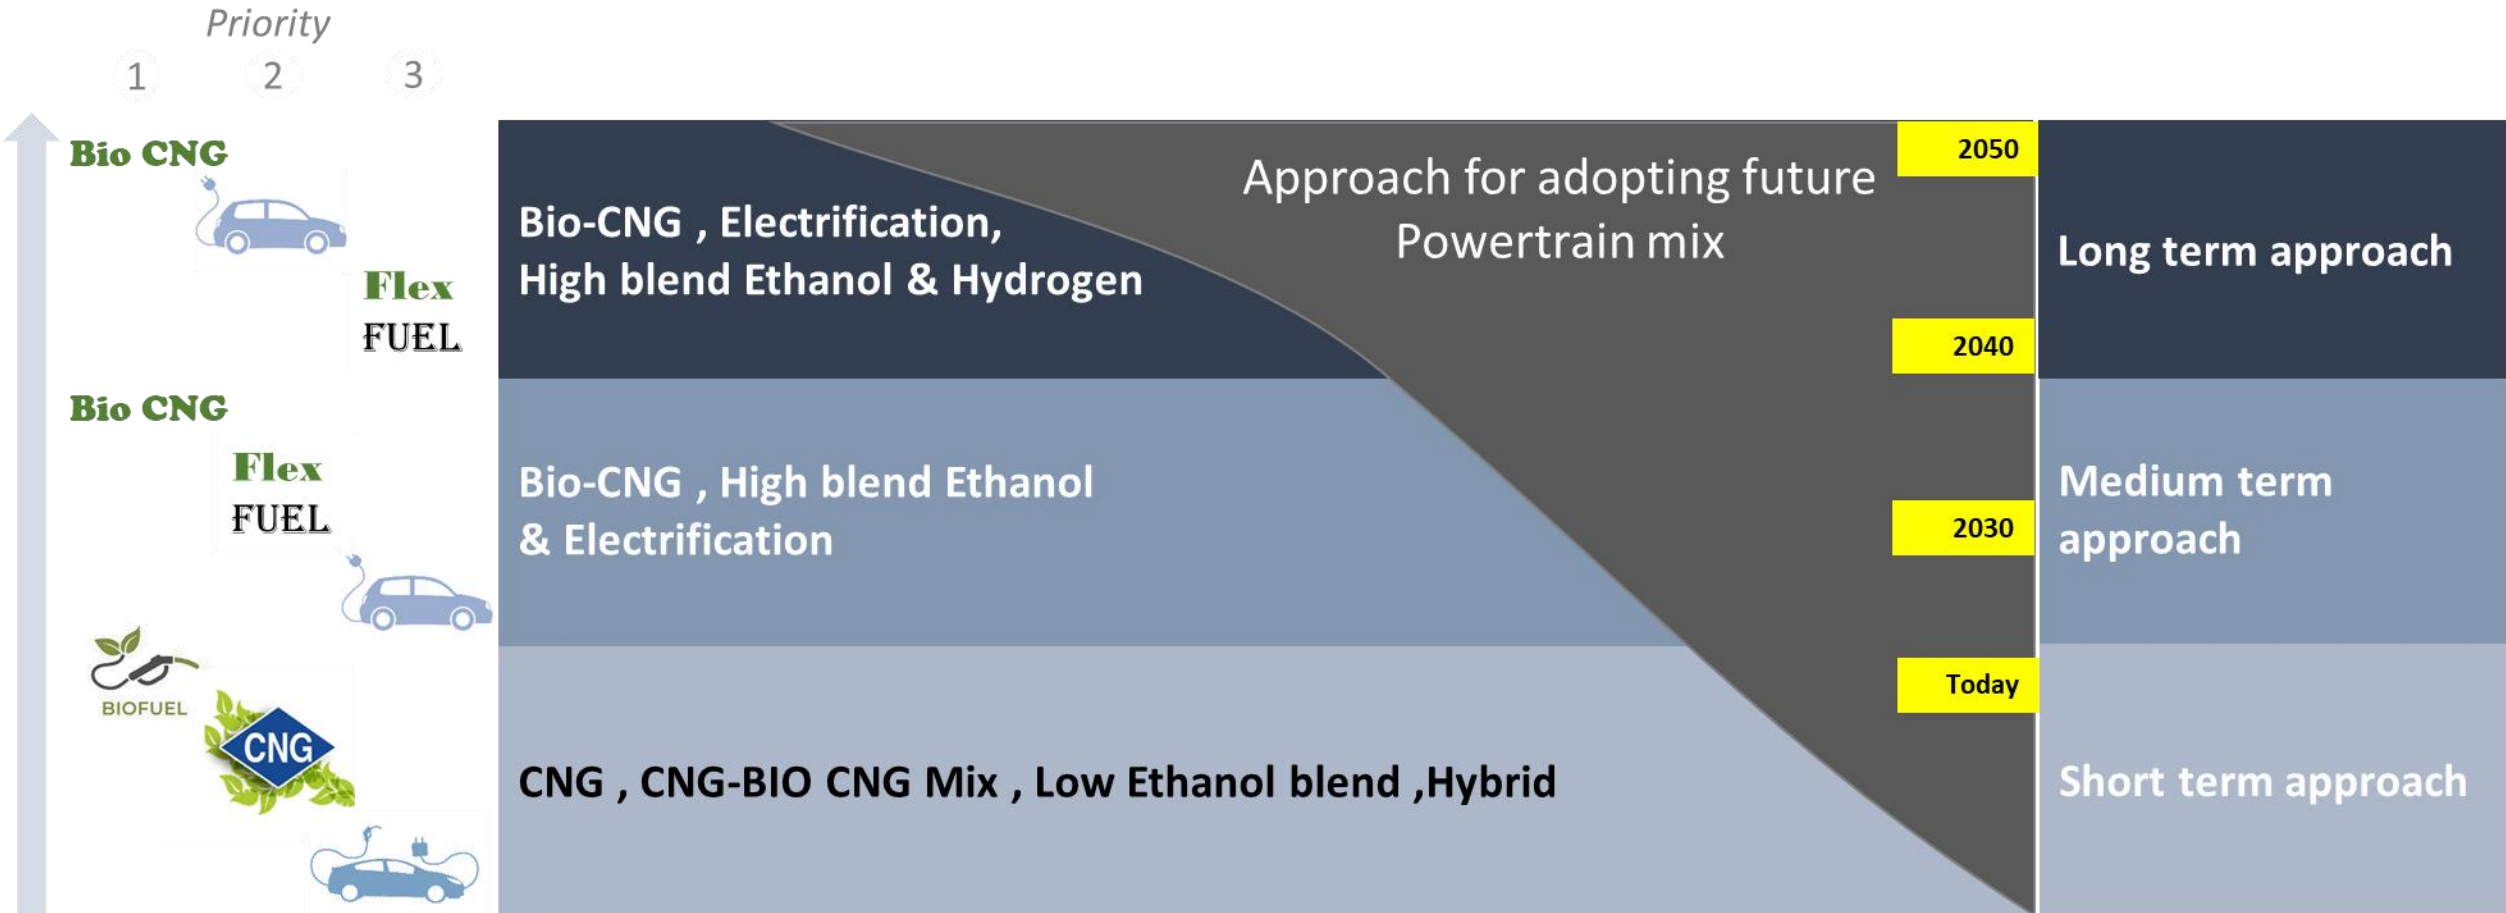 Priority
1 2 3
Bio CNG
Flex
FUEL
Bio-CNG , Electrification,
High blend Ethanol & Hydrogen
Approach for adopting future
Powertrain mix
2050
2040
Long term approach
Bio CNG
Flex
FUEL
Bio-CNG , High blend Ethanol
& Electrification
2030
Medium term
approach
BIOFUEL
CNG
CNG , CNG-BIO CNG Mix , Low Ethanol blend ,Hybrid
Today
Short term approach